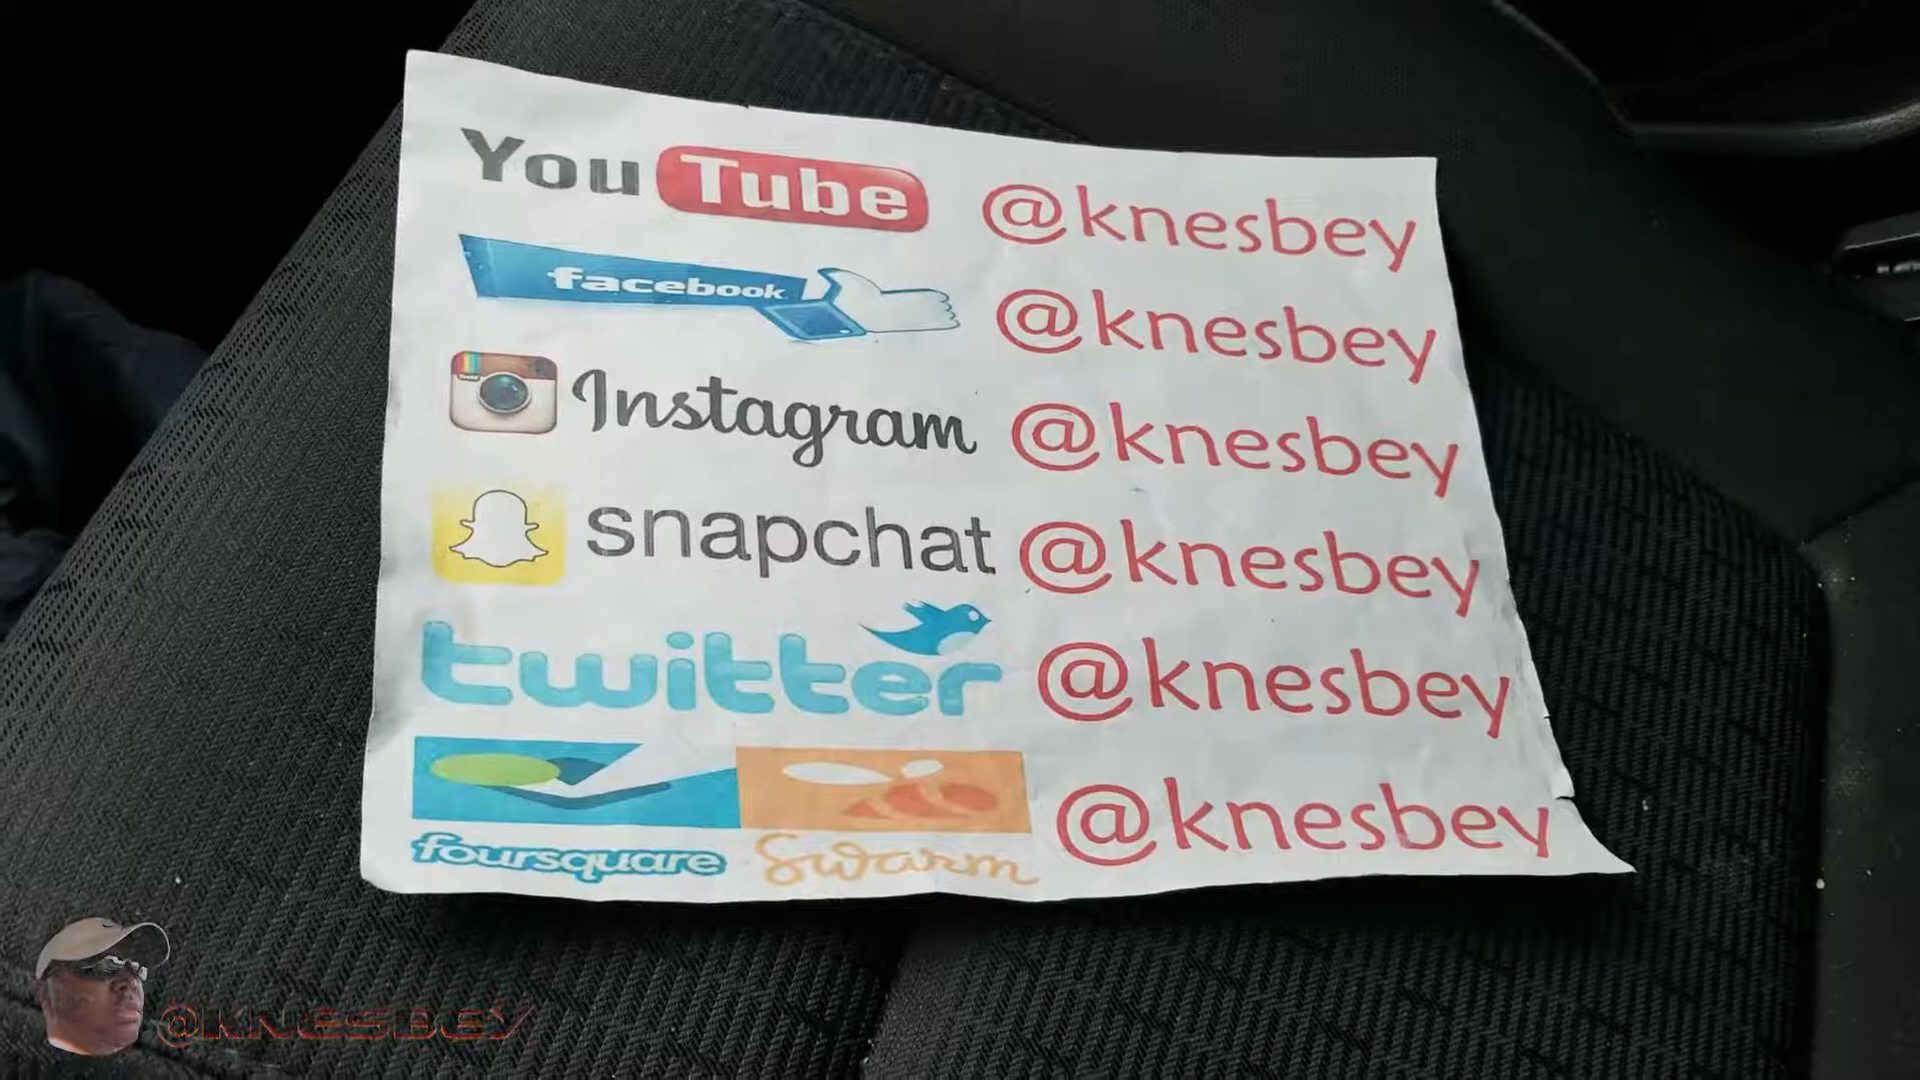 YouTube @knesbey
facebook @knesbey
Instagram @knesbey
snapchat @knesbey
twitter @knesbey
foursquare Swarm @knesbey
@KNESBEY